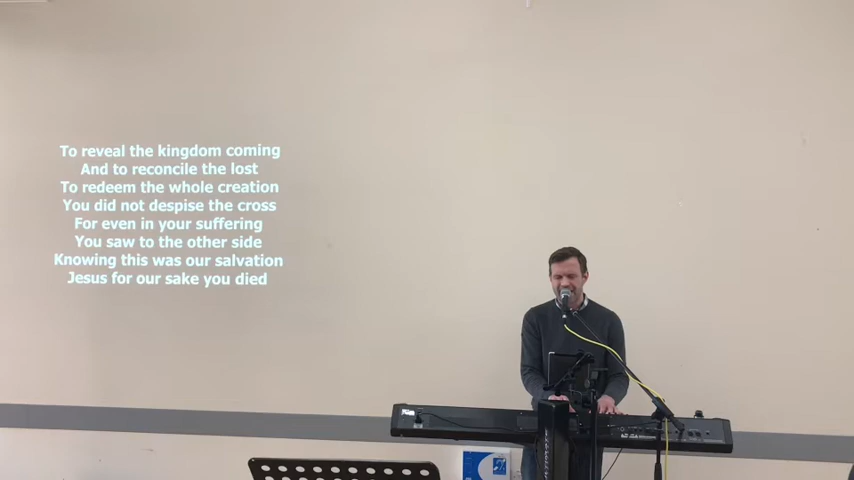 To reveal the kingdom coming
And to reconcile the lost
To redeem the whole creation
You did not despise the cross
For even in your suffering
You saw to the other side
Knowing this was our salvation
Jesus for our sake you died